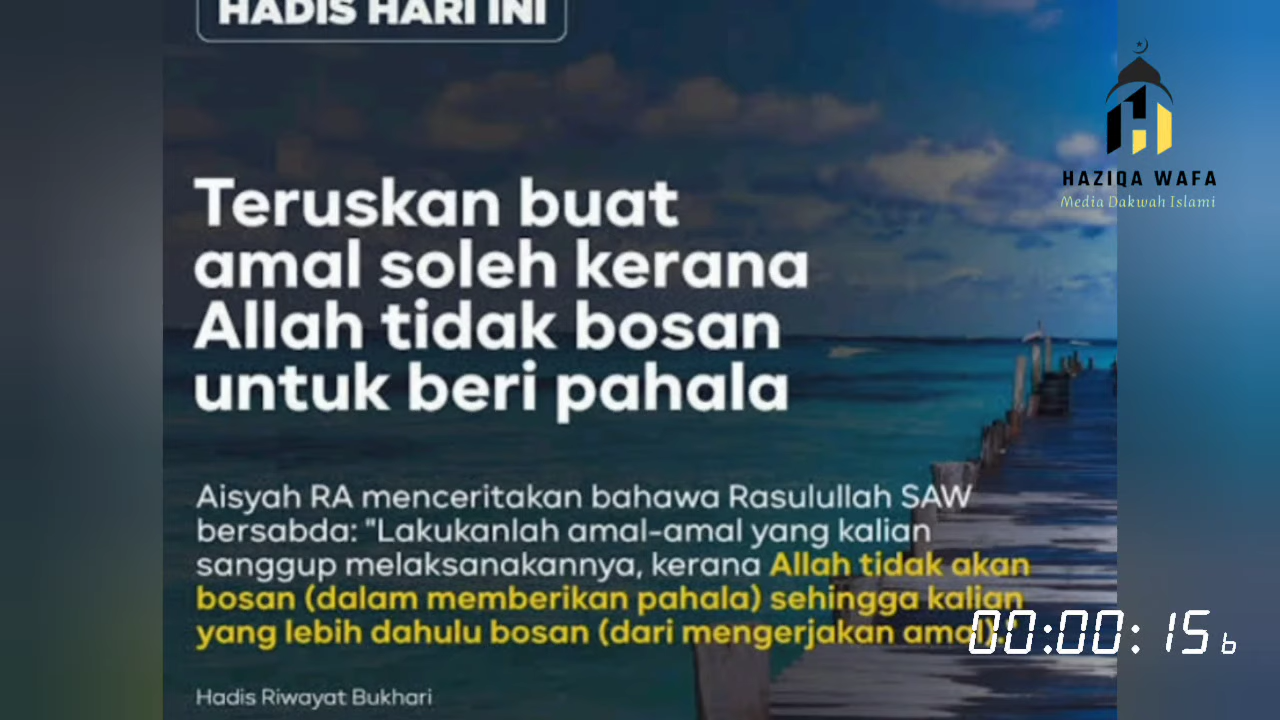 HADIS HARI INI
HAZIQA WAFA
Media Dakwah Islami
Teruskan buat
amal soleh kerana
Allah tidak bosan
untuk beri pahala
Aisyah RA menceritakan bahawa Rasulullah SAW
bersabda: "Lakukanlah amal-amal yang kalian
sanggup melaksanakannya, kerana Allah tidak akan
bosan (dalam memberikan pahala) sehingga kalian
yang lebih dahulu bosan (dari mengerjakan amal)."
00:00:15 6
Hadis Riwayat Bukhari